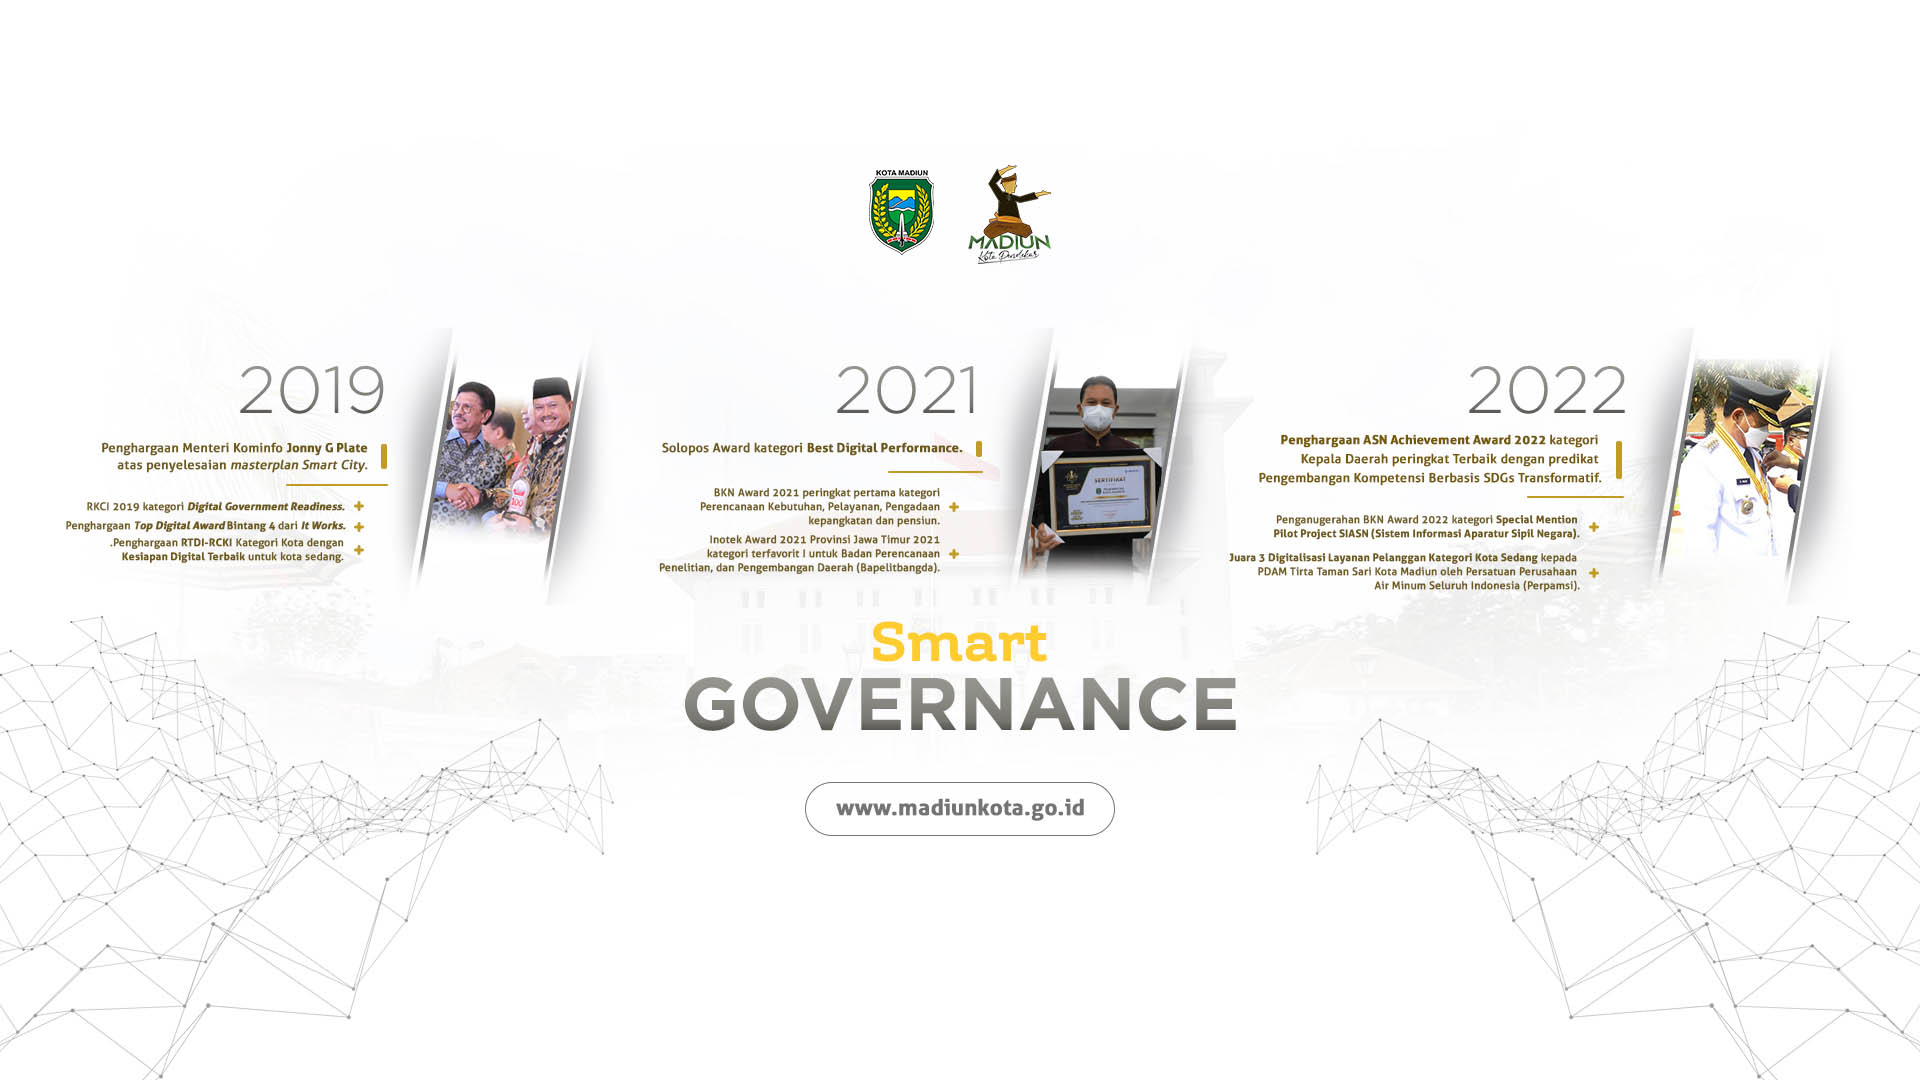 KOTA MADIUN
MADIUN
Kota Pendekar
2019
Penghargaan Menteri Kominfo Jonny G Plate
atas penyelesaian masterplan Smart City.
RKCI 2019 kategori Digital Government Readiness.
Penghargaan Top Digital Award Bintang 4 dari It Works.
.Penghargaan RTDI-RCKI Kategori Kota dengan
Kesiapan Digital Terbaik untuk kota sedang.
100
2021
Solopos Award kategori Best Digital Performance.
BKN Award 2021 peringkat pertama kategori
Perencanaan Kebutuhan, Pelayanan, Pengadaan
kepangkatan dan pensiun.
Inotek Award 2021 Provinsi Jawa Timur 2021
kategori terfavorit I untuk Badan Perencanaan
Penelitian, dan Pengembangan Daerah (Bapelitbangda).
SERTIFIKAT
2022
Penghargaan ASN Achievement Award 2022 kategori
Kepala Daerah peringkat Terbaik dengan predikat
Pengembangan Kompetensi Berbasis SDGs Transformatif.
Penganugerahan BKN Award 2022 kategori Special Mention
Pilot Project SIASN (Sistem Informasi Aparatur Sipil Negara).
Juara 3 Digitalisasi Layanan Pelanggan Kategori Kota Sedang kepada
PDAM Tirta Taman Sari Kota Madiun oleh Persatuan Perusahaan
Air Minum Seluruh Indonesia (Perpamsi).
Smart
GOVERNANCE
www.madiunkota.go.id